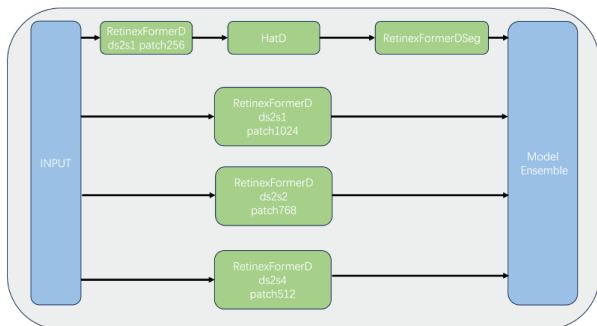 RetinexFormerD
ds2s1 patch256
HatD
RetinexFormerDSeg
RetinexFormerD
ds2s1
patch1024
INPUT
Model
Ensemble
RetinexFormerD
ds2s2
patch768
RetinexFormerD
ds2s4
patch512